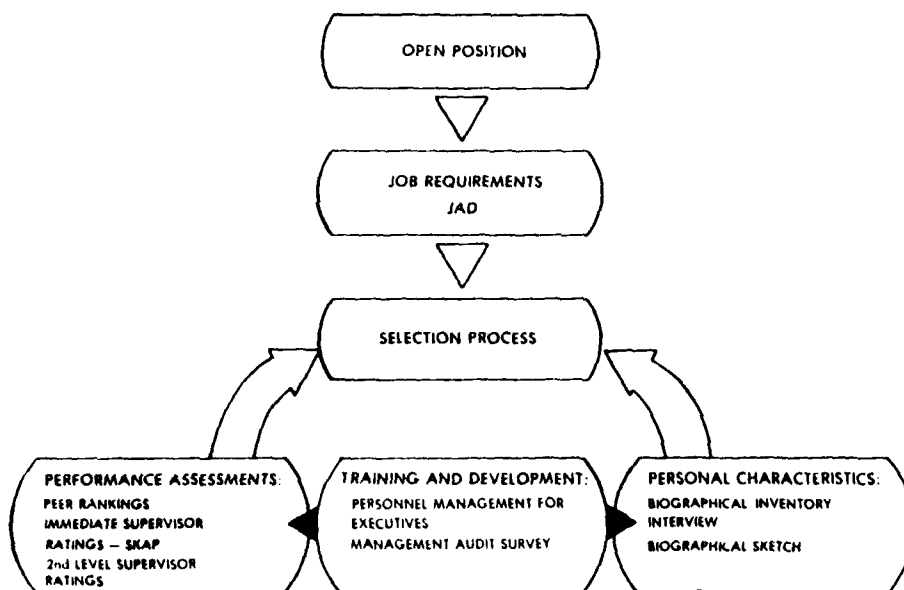 OPEN POSITION
JOB REQUIREMENTS
JAD
SELECTION PROCESS
PERFORMANCE ASSESSMENTS:
PEER RANKINGS
IMMEDIATE SUPERVISOR
RATINGS — SKAP
2nd LEVEL SUPERVISOR
RATINGS
TRAINING AND DEVELOPMENT:
PERSONNEL MANAGEMENT FOR
EXECUTIVES
MANAGEMENT AUDIT SURVEY
PERSONAL CHARACTERISTICS:
BIOGRAPHICAL INVENTORY
INTERVIEW
BIOGRAPHICAL SKETCH